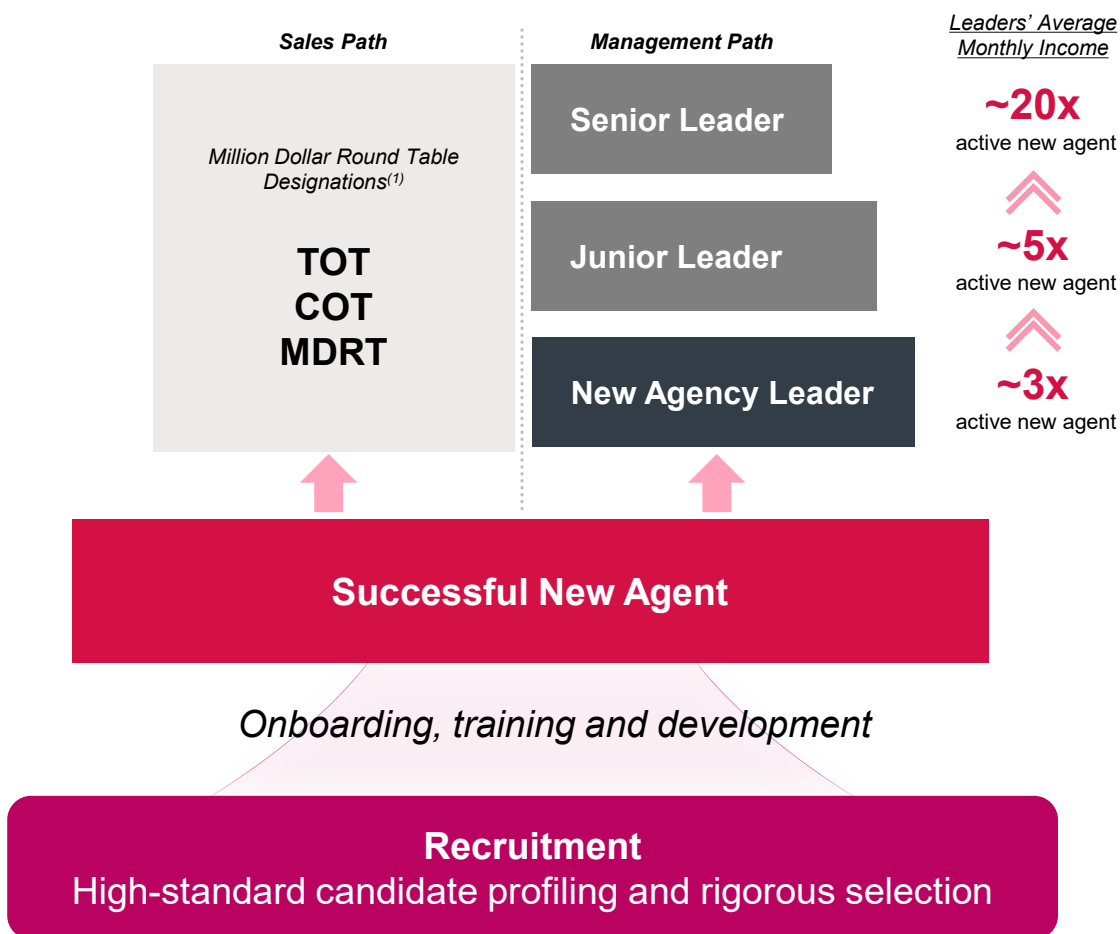 Sales Path
Management Path
Leaders’ Average
Monthly Income
Million Dollar Round Table
Designations(1)
TOT
COT
MDRT
Senior Leader
Junior Leader
New Agency Leader
~20x
active new agent
~5x
active new agent
~3x
active new agent
Successful New Agent
Onboarding, training and development
Recruitment
High-standard candidate profiling and rigorous selection